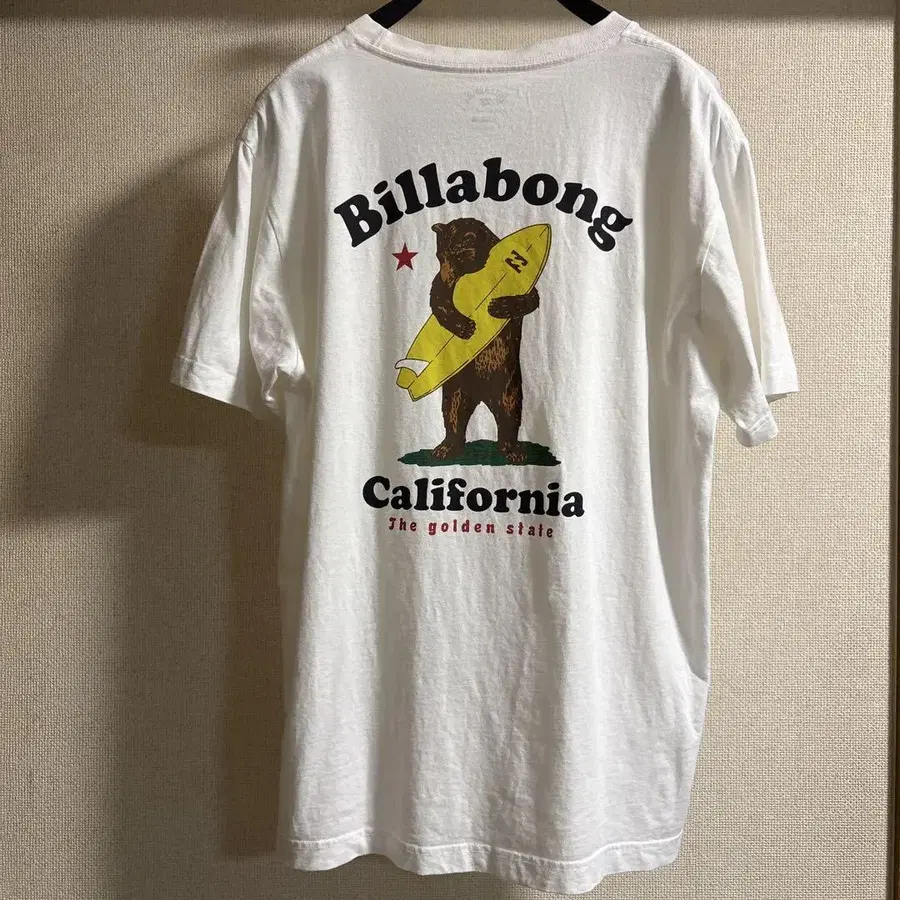 Billabong
California
The golden state